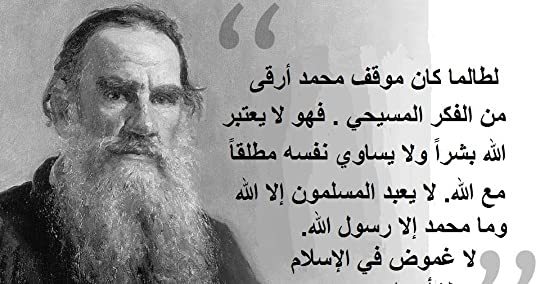 لطالما كان موقف محمد أرقى
من الفكر المسيحي . فهو لا يعتبر
الله بشراً ولا يساوي نفسه مطلقاً
مع الله. لا يعبد المسلمون إلا الله
وما محمد إلا رسول الله.
لا غموض في الإسلام